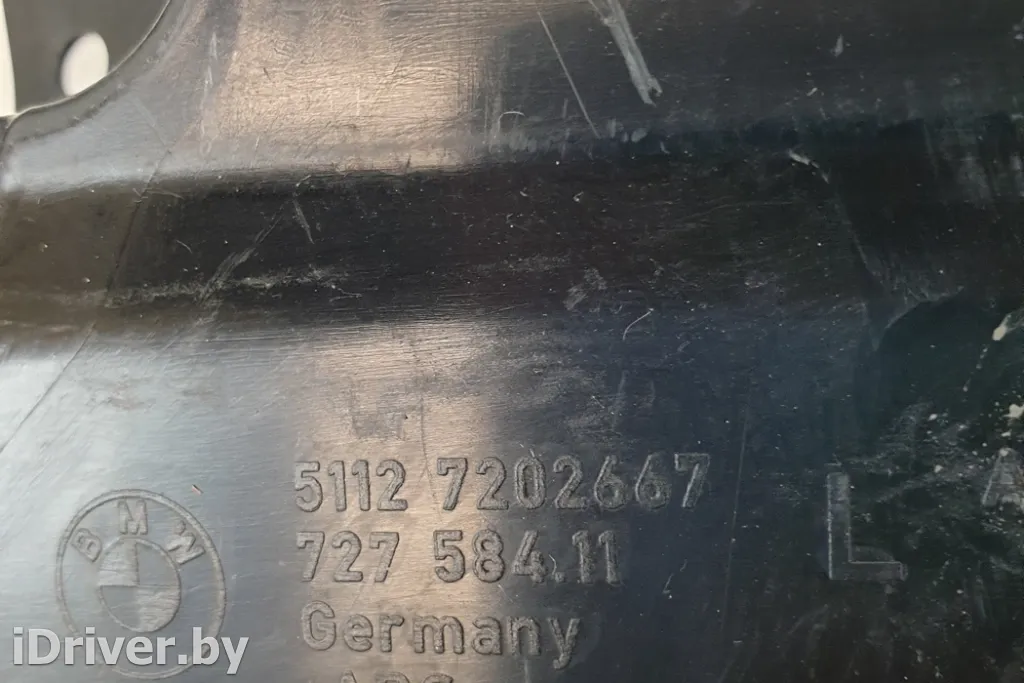 5112 7202667
727 584.11
BMW
Germany
L
A
iDriver.by